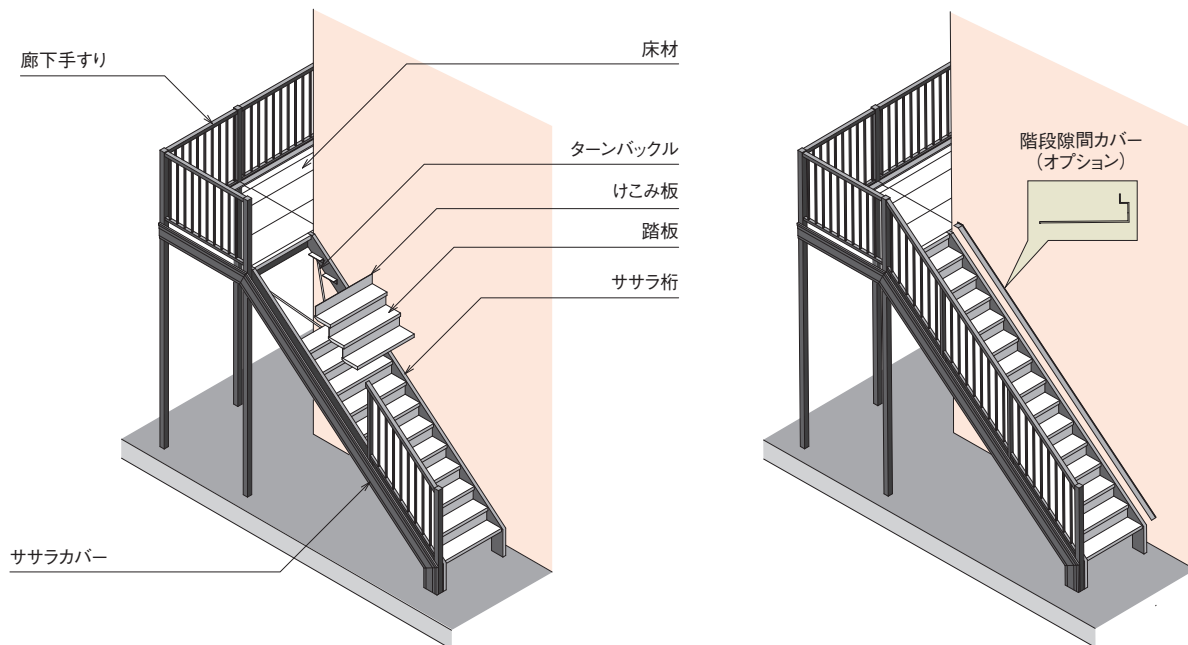 廊下手すり
床材
ターンバックル
けこみ板
踏板
ササラ桁
ササラカバー
階段隙間カバー
(オプション)